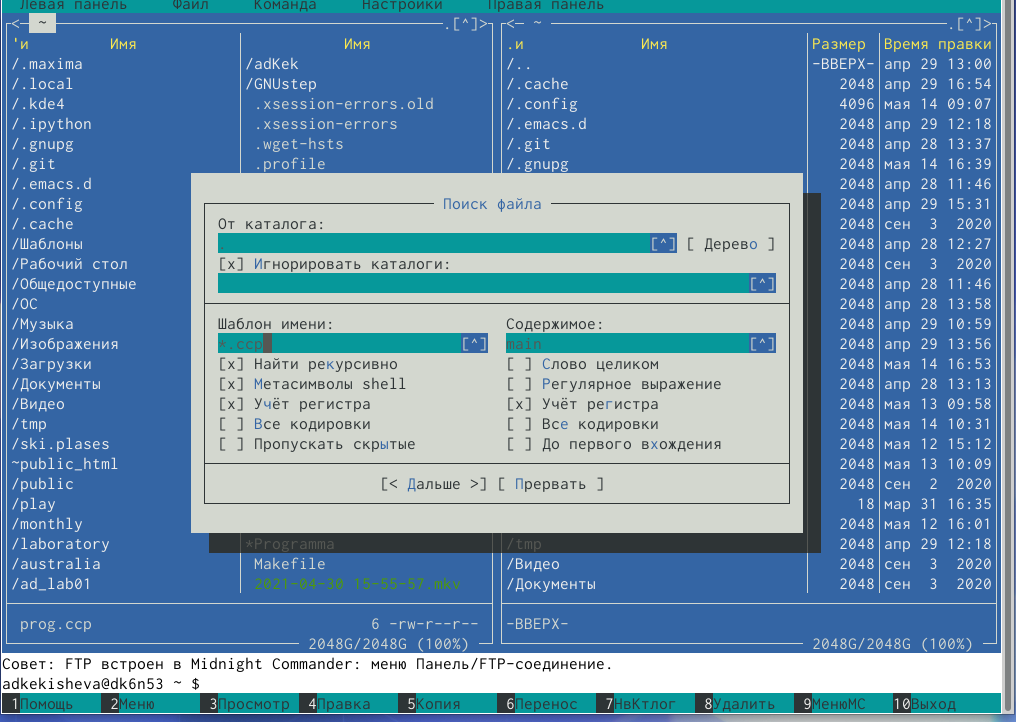 Левая панель Файл Команда Настройки Правая панель
<─ ~ .[^]> <─ ~ .[^]>
'и Имя Имя .и Имя Размер Время правки
/.maxima /adKek /.. -ВВЕРХ- апр 29 13:00
/.local /GNUstep /.cache 2048 апр 29 16:54
/.kde4 .xsession-errors.old /.config 4096 мая 14 09:07
/.ipython .xsession-errors /.emacs.d 2048 апр 29 12:18
/.gnupg .wget-hsts /.git 2048 апр 28 13:37
/.git .profile /.gnupg 2048 мая 14 16:39
/.emacs.d 2048 апр 28 11:46
/.config Поиск файла 2048 апр 29 15:31
/.cache От каталога: 2048 сен 3 2020
/Шаблоны . [^] [ Дерево ] 2048 апр 28 12:27
/Рабочий стол [x] Игнорировать каталоги: 2048 сен 3 2020
/Общедоступные [^] 2048 апр 28 11:46
/ОС 2048 апр 28 13:58
/Музыка Шаблон имени: Содержимое: 2048 апр 29 10:59
/Изображения *.ccp [^] main [^] 2048 апр 29 13:56
/Загрузки [x] Найти рекурсивно [ ] Слово целиком 2048 мая 14 16:53
/Документы [x] Метасимволы shell [ ] Регулярное выражение 2048 апр 28 13:13
/Видео [x] Учёт регистра [x] Учёт регистра 2048 мая 13 09:58
/tmp [ ] Все кодировки [ ] Все кодировки 2048 мая 14 10:31
/ski.plases [ ] Пропускать скрытые [ ] До первого вхождения 2048 мая 12 15:12
~public_html 2048 мая 13 10:09
/public [< Дальше >] [ Прервать ] 2048 сен 2 2020
/play 18 мар 31 16:35
/monthly 2048 мая 12 16:01
/laboratory *Programma /tmp 2048 апр 29 12:18
/australia Makefile /Видео 2048 сен 3 2020
/ad_lab01 2021-04-30 15-55-57.mkv /Документы 2048 сен 3 2020
prog.ccp 6 -rw-r--r-- -ВВЕРХ-
2048G/2048G (100%) 2048G/2048G (100%)
Совет: FTP встроен в Midnight Commander: меню Панель/FTP-соединение.
adkekisheva@dk6n53 ~ $
1Помощь 2Меню 3Просмотр 4Правка 5Копия 6Перенос 7НвКтлог 8Удалить 9МенюMC 10Выход